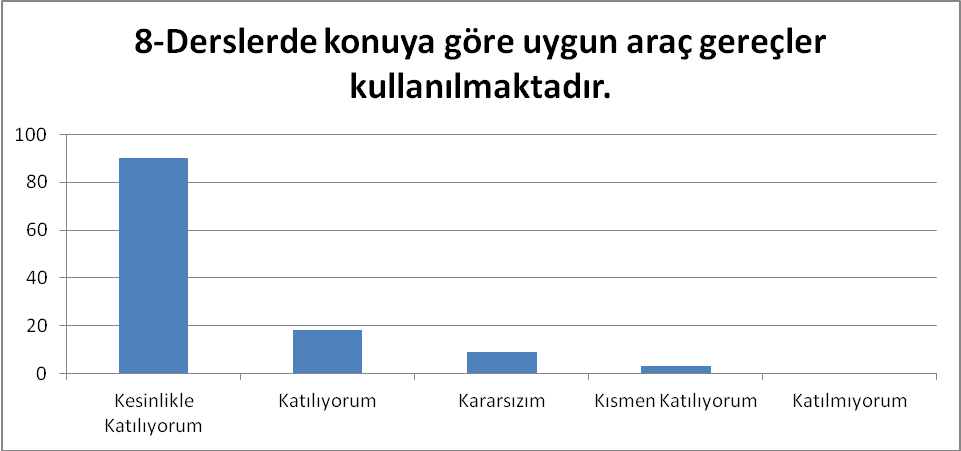 8-Derslerde konuya göre uygun araç gereçler
kullanılmaktadır.
100
80
60
40
20
0
Kesinlikle
Katılıyorum
Katılıyorum
Kararsızım
Kısmen Katılıyorum
Katılmıyorum